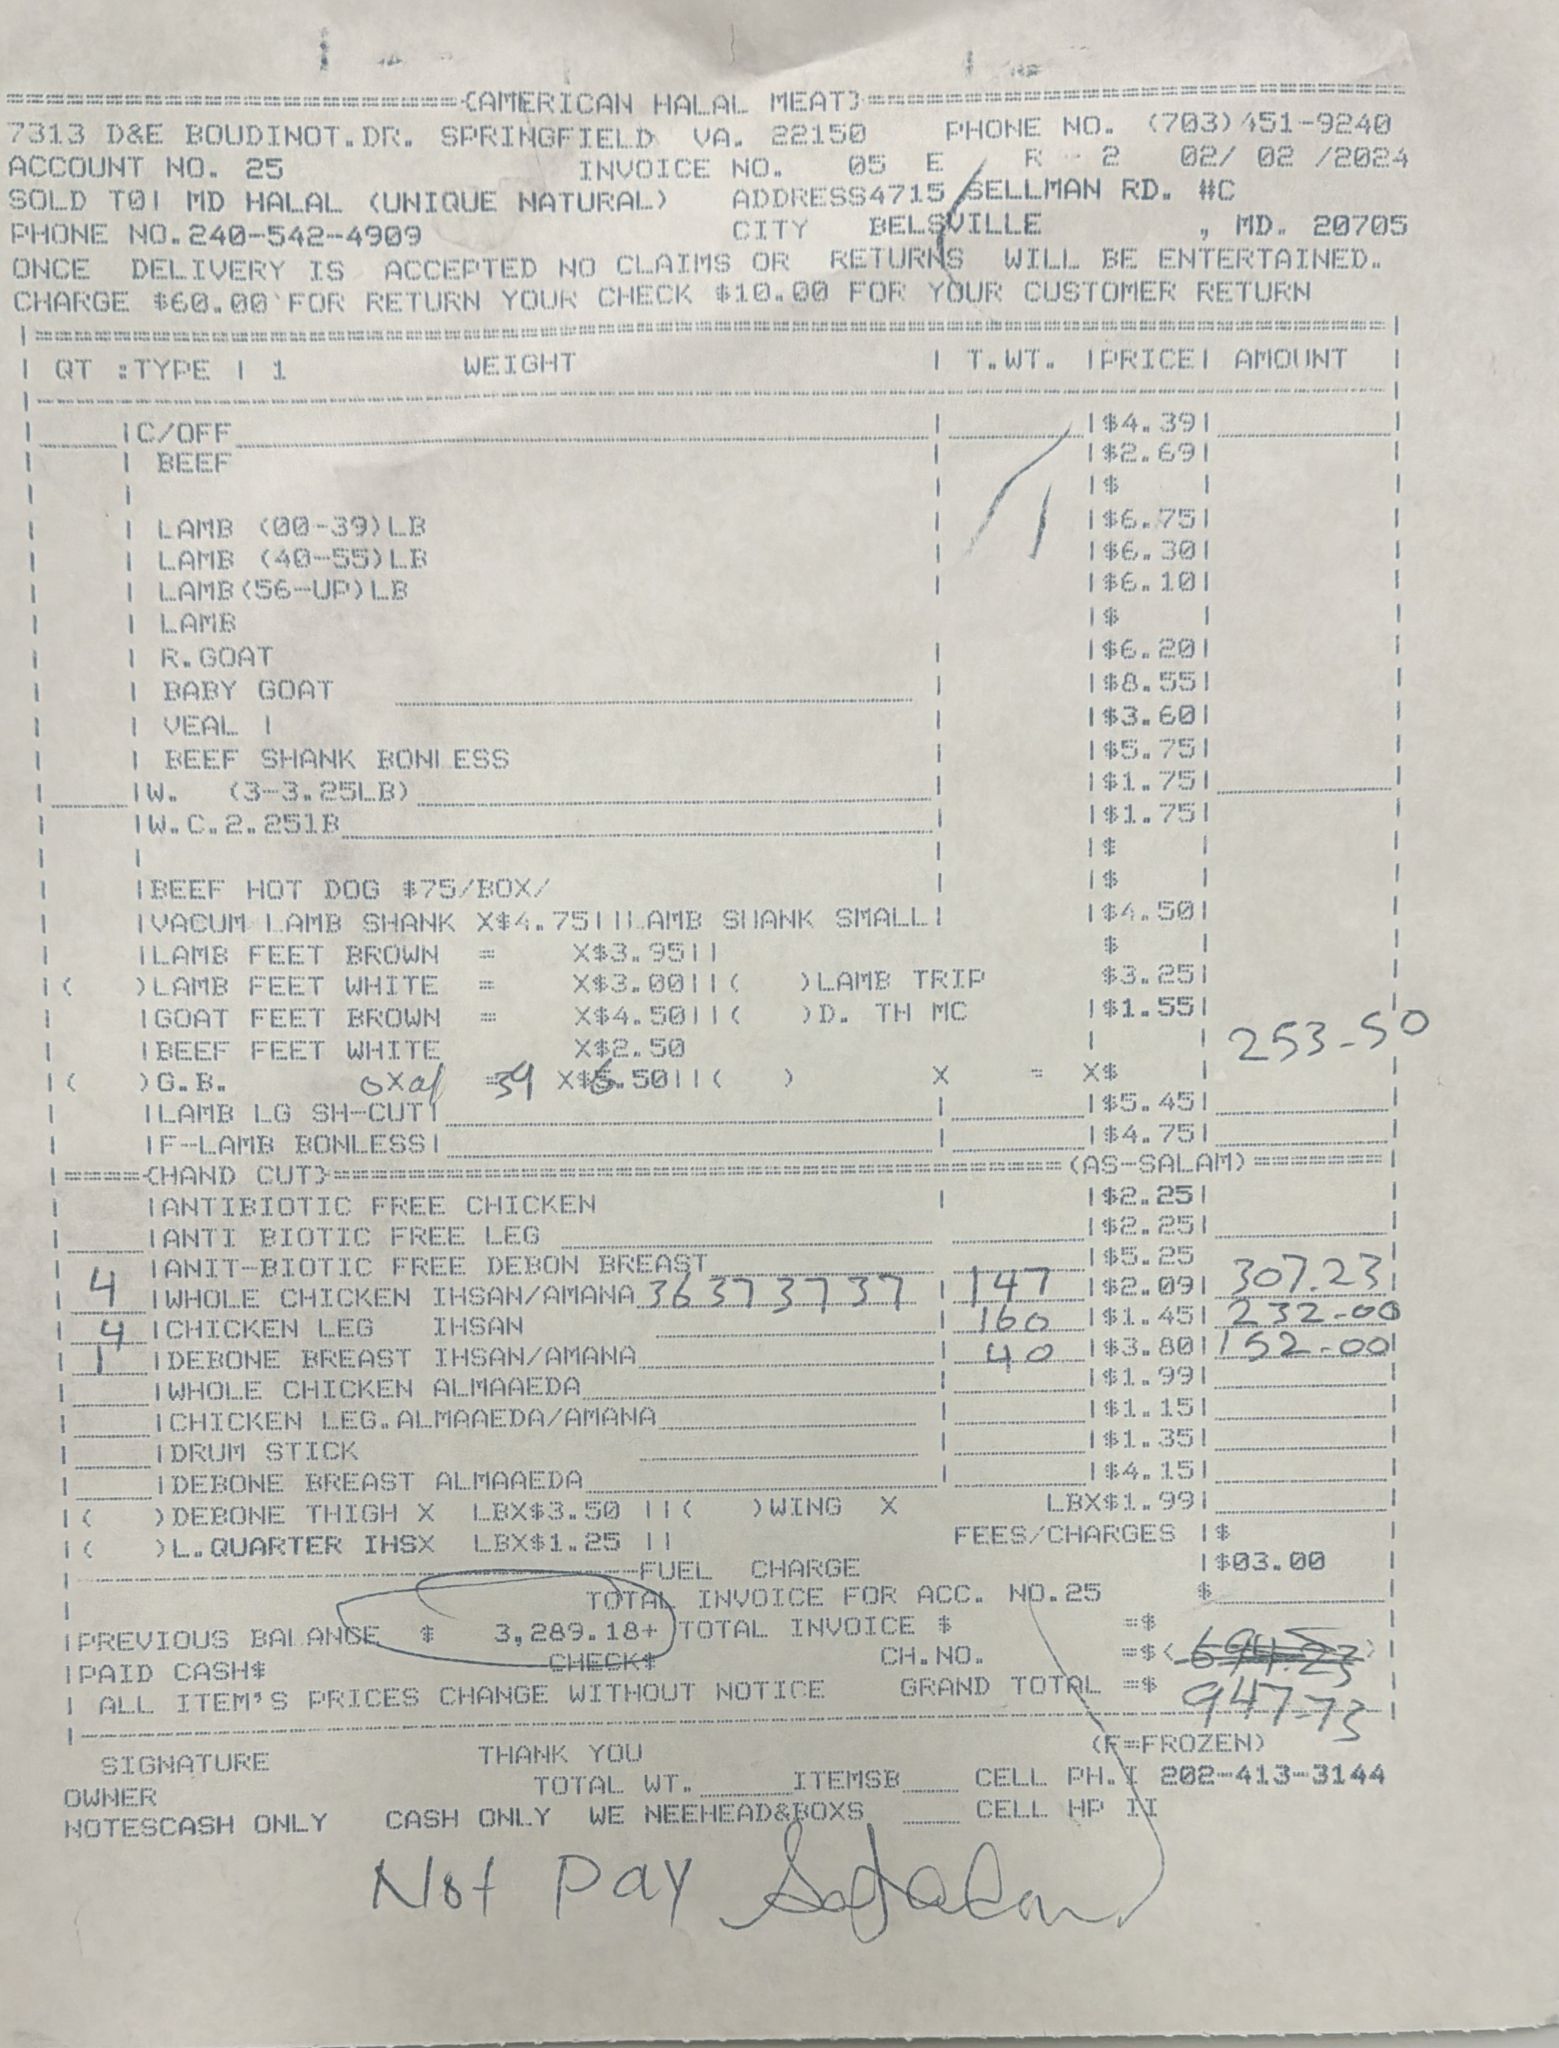 =============================={AMERICAN HALAL MEAT}==============================
7313 D&E BOUDINOT.DR. SPRINGFIELD VA. 22150 PHONE NO. (703)451-9240
ACCOUNT NO. 25 INVOICE NO. 05 E R - 2 02/ 02 /2024
SOLD TO| MD HALAL (UNIQUE NATURAL) ADDRESS4715 SELLMAN RD. #C
PHONE NO.240-542-4909 CITY BELSVILLE , MD. 20705
ONCE DELIVERY IS ACCEPTED NO CLAIMS OR RETURNS WILL BE ENTERTAINED.
CHARGE $60.00 FOR RETURN YOUR CHECK $10.00 FOR YOUR CUSTOMER RETURN
| QT :TYPE | 1 WEIGHT | T.WT. |PRICE| AMOUNT |
|C/OFF |$4.39|
| BEEF |$2.69|
|$ |
LAMB (00-39)LB |$6.75|
| LAMB (40-55)LB |$6.30|
| LAMB(56-UP)LB |$6.10|
| LAMB |$ |
| R.GOAT |$6.20|
| BABY GOAT |$8.55|
| VEAL | |$3.60|
| BEEF SHANK BONLESS |$5.75|
|W. (3-3.25LB) |$1.75|
|W.C.2.251B |$1.75|
|$ |
|BEEF HOT DOG $75/BOX/ |$ |
|VACUM LAMB SHANK X$4.75||LAMB SHANK SMALL| |$4.50|
|LAMB FEET BROWN = X$3.95|| $ |
|( )LAMB FEET WHITE = X$3.00||( )LAMB TRIP $3.25|
|GOAT FEET BROWN = X$4.50||( )D. TH MC |$1.55|
|BEEF FEET WHITE X$2.50 | | 253-50
|( )G.B. = 39 X$6.50||( ) X = X$ |
|LAMB LG SH-CUT| |$5.45|
|F-LAMB BONLESS| |$4.75|
|====={HAND CUT}=============================================(AS-SALAM)=======|
|ANTIBIOTIC FREE CHICKEN |$2.25|
|ANTI BIOTIC FREE LEG |$2.25|
|ANIT-BIOTIC FREE DEBON BREAST |$5.25
4 |WHOLE CHICKEN IHSAN/AMANA 36 37 37 37 147 |$2.09| 307.23
4 |CHICKEN LEG IHSAN 160 |$1.45| 232-00
1 |DEBONE BREAST IHSAN/AMANA 40 |$3.80| 152-00
|WHOLE CHICKEN ALMAAEDA |$1.99|
|CHICKEN LEG.ALMAAEDA/AMANA |$1.15|
|DRUM STICK |$1.35|
|DEBONE BREAST ALMAAEDA |$4.15|
|( )DEBONE THIGH X LBX$3.50 ||( )WING X LBX$1.99|
|( )L.QUARTER IHSX LBX$1.25 || FEES/CHARGES |$
FUEL CHARGE |$03.00
TOTAL INVOICE FOR ACC. NO.25 $
|PREVIOUS BALANCE $ 3,289.18+ TOTAL INVOICE $ =$
|PAID CASH$ CHECK$ CH.NO. =$( )
| ALL ITEM'S PRICES CHANGE WITHOUT NOTICE GRAND TOTAL =$ 947-73
SIGNATURE THANK YOU (F=FROZEN)
OWNER TOTAL WT. ITEMSB CELL PH.I 202-413-3144
NOTESCASH ONLY CASH ONLY WE NEEHEAD&BOXS CELL HP II
Not Pay